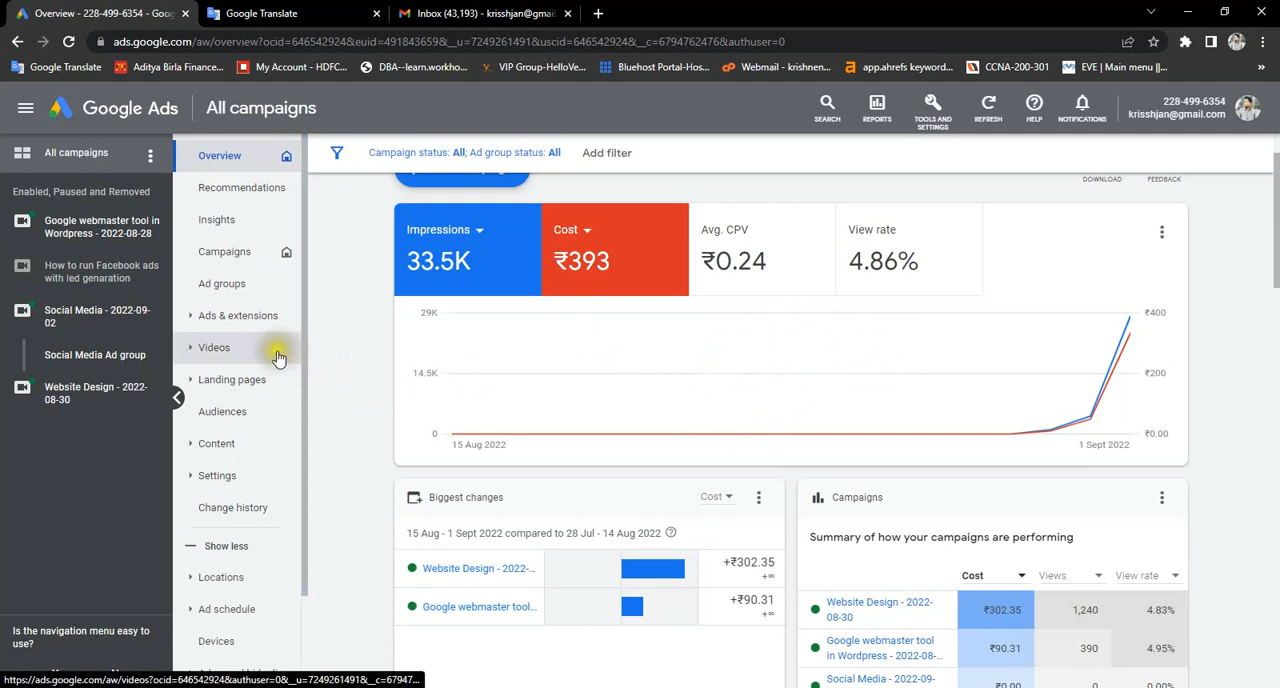 Overview - 228-499-6354 - Goog
Google Translate
Inbox (43,193) - krisshjan@gmai
ads.google.com/aw/overview?ocid=646542924&euid=491843659&__u=7249261491&uscid=646542924&__c=6794762476&authuser=0
Google Translate
Aditya Birla Finance...
My Account - HDFC...
DBA--learn.workho...
VIP Group-HelloVe...
Bluehost Portal-Hos...
Webmail - krishnen...
app.ahrefs keyword...
CCNA-200-301
EVE | Main menu ||...
»
Google Ads
All campaigns
SEARCH
REPORTS
TOOLS AND
SETTINGS
REFRESH
HELP
NOTIFICATIONS
228-499-6354
krisshjan@gmail.com
All campaigns
Enabled, Paused and Removed
Google webmaster tool in
Wordpress - 2022-08-28
How to run Facebook ads
with led genaration
Social Media - 2022-09-
02
Social Media Ad group
Website Design - 2022-
08-30
Is the navigation menu easy to
use?
Overview
Recommendations
Insights
Campaigns
Ad groups
Ads & extensions
Videos
Landing pages
Audiences
Content
Settings
Change history
Show less
Locations
Ad schedule
Devices
Campaign status: All; Ad group status: All
Add filter
DOWNLOAD
FEEDBACK
Impressions
33.5K
Cost
₹393
Avg. CPV
₹0.24
View rate
4.86%
29K
₹400
14.5K
₹200
0
₹0.00
15 Aug 2022
1 Sept 2022
Biggest changes
Cost
15 Aug - 1 Sept 2022 compared to 28 Jul - 14 Aug 2022
Website Design - 2022-...
+₹302.35
+∞
Google webmaster tool...
+₹90.31
+∞
Campaigns
Summary of how your campaigns are performing
Cost
Views
View rate
Website Design - 2022-
08-30
₹302.35
1,240
4.83%
Google webmaster tool
in Wordpress - 2022-08-...
₹90.31
390
4.95%
Social Media - 2022-09-
₹0.00
0
0.00%
https://ads.google.com/aw/videos?ocid=646542924&authuser=0&__u=7249261491&__c=67947...